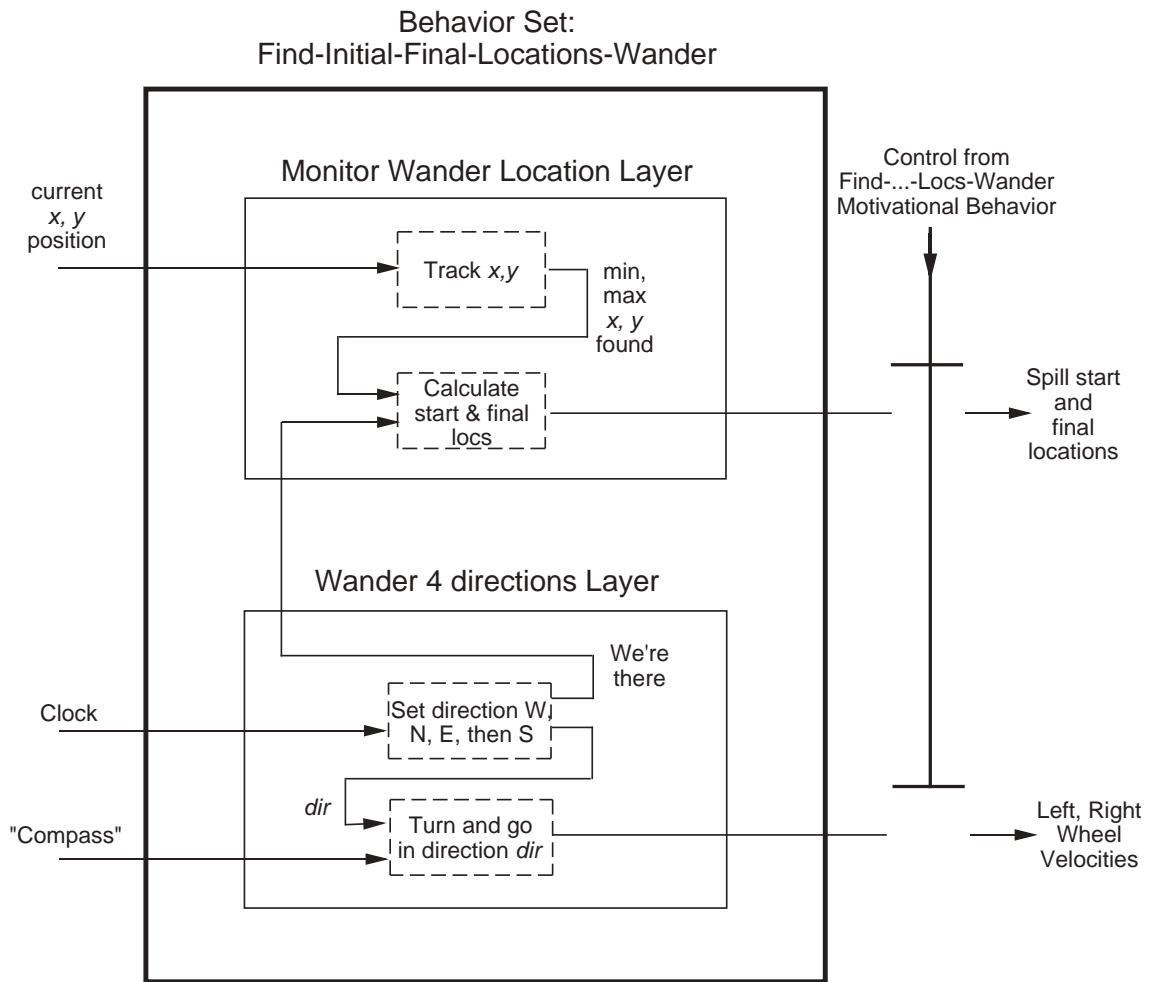 Behavior Set:
Find-Initial-Final-Locations-Wander
Monitor Wander Location Layer
Control from
Find-...-Locs-Wander
Motivational Behavior
current
x, y
position
Track x,y
min,
max
x, y
found
Calculate
start & final
locs
Spill start
and
final
locations
Wander 4 directions Layer
We're
there
Clock
Set direction W,
N, E, then S
dir
"Compass"
Turn and go
in direction dir
Left, Right
Wheel
Velocities